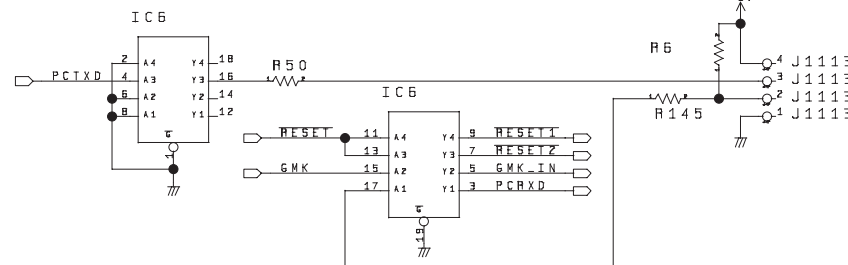 IC6
2 A4 Y4 18
PCTXD 4 A3 Y3 16
6 A2 Y2 14
8 A1 Y1 12
G
1
R50
1 2
IC6
RESET 11 A4 Y4 9 RESET1
13 A3 Y3 7 RESET2
GMK 15 A2 Y2 5 GMK_IN
17 A1 Y1 3 PCRXD
G
19
R6
R145
4 J1113
3 J1113
2 J1113
1 J1113